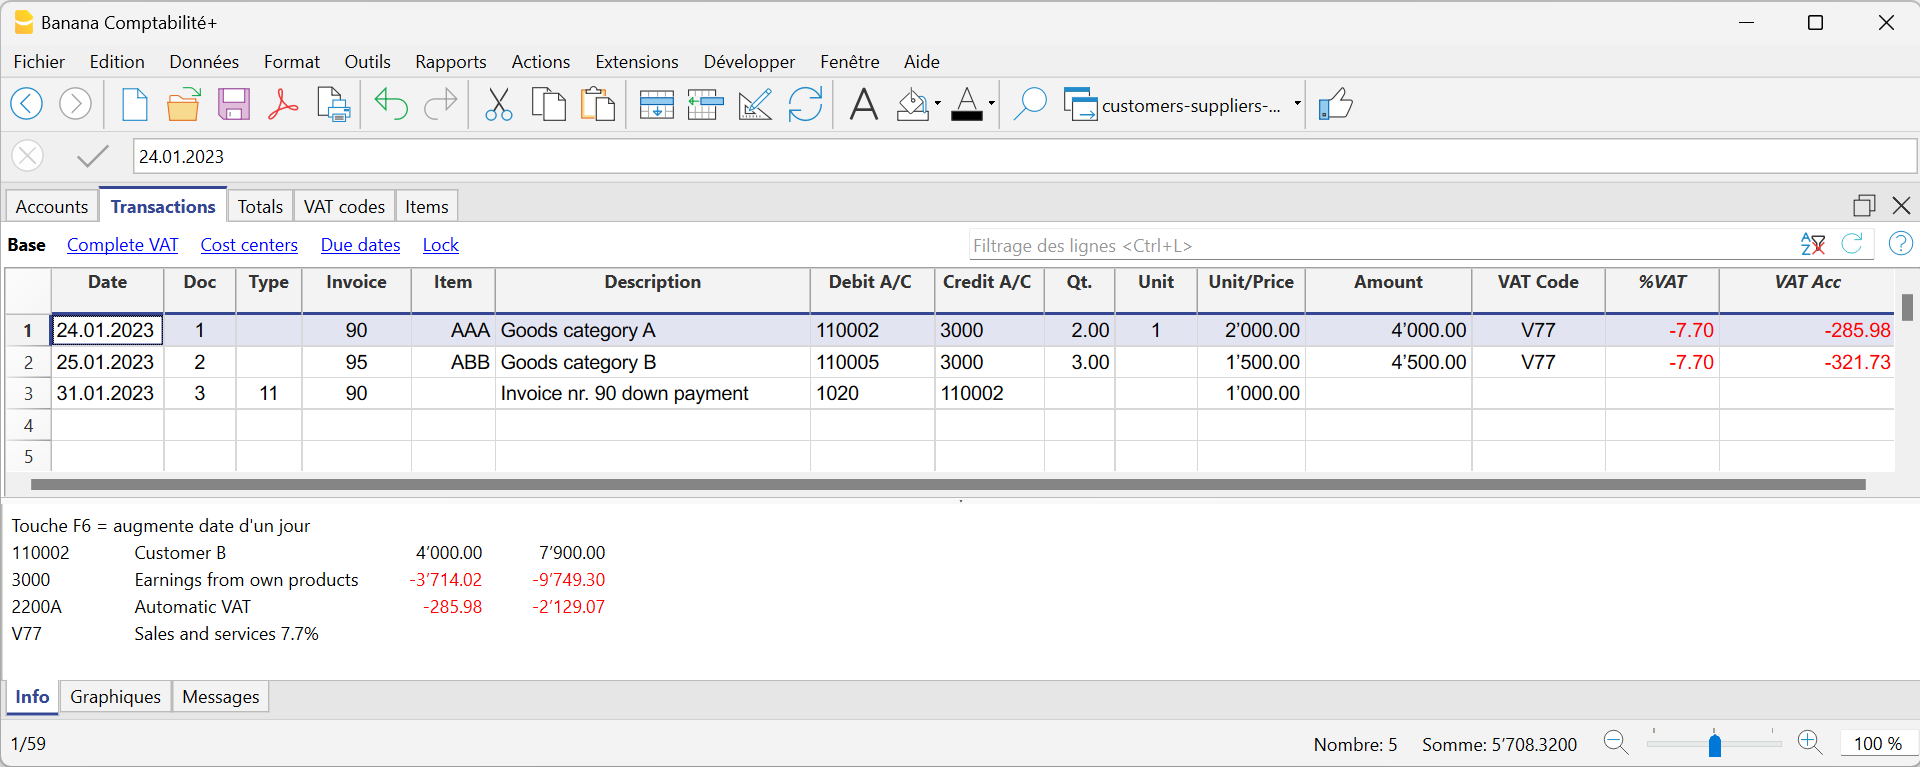 Banana Comptabilité+
Fichier Edition Données Format Outils Rapports Actions Extensions Développer Fenêtre Aide
customers-suppliers-...
24.01.2023
Accounts Transactions Totals VAT codes Items
Base Complete VAT Cost centers Due dates Lock Filtrage des lignes <Ctrl+L>
Date Doc Type Invoice Item Description Debit A/C Credit A/C Qt. Unit Unit/Price Amount VAT Code %VAT VAT Acc
1 24.01.2023 1 90 AAA Goods category A 110002 3000 2.00 1 2’000.00 4’000.00 V77 -7.70 -285.98
2 25.01.2023 2 95 ABB Goods category B 110005 3000 3.00 1’500.00 4’500.00 V77 -7.70 -321.73
3 31.01.2023 3 11 90 Invoice nr. 90 down payment 1020 110002 1’000.00
4
5
Touche F6 = augmente date d'un jour
110002 Customer B 4’000.00 7’900.00
3000 Earnings from own products -3’714.02 -9’749.30
2200A Automatic VAT -285.98 -2’129.07
V77 Sales and services 7.7%
Info Graphiques Messages
1/59 Nombre: 5 Somme: 5’708.3200 100 %